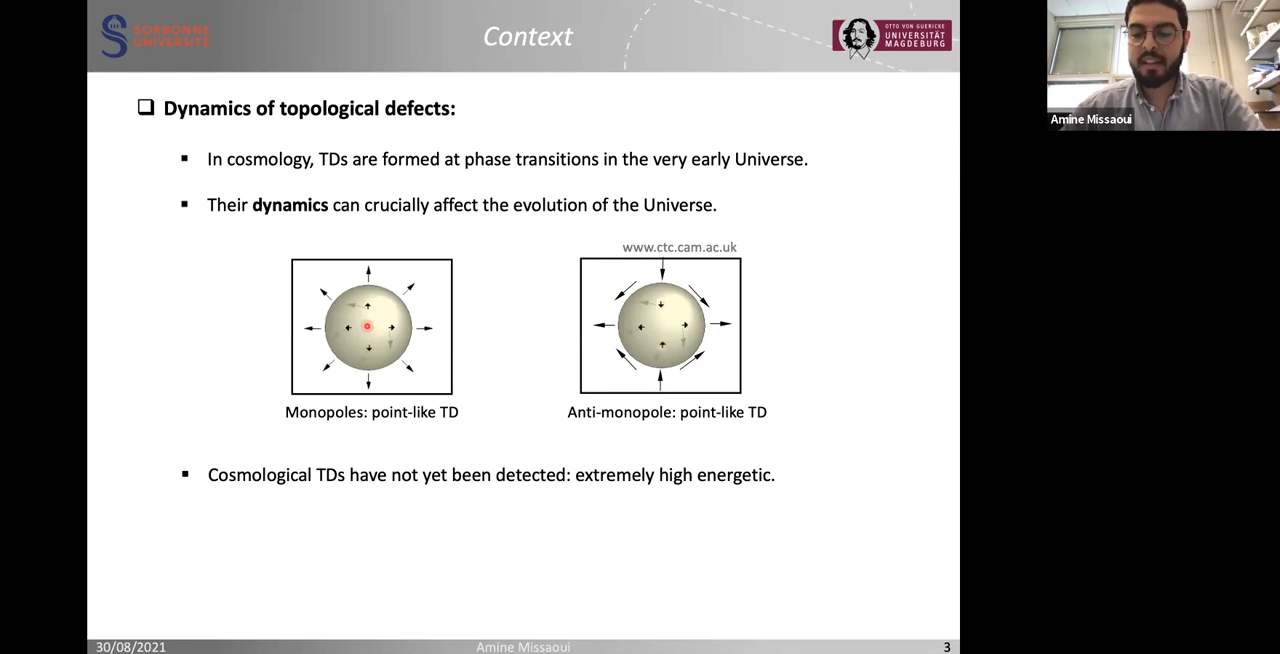 SORBONNE
UNIVERSITÉ
Context
OTTO VON GUERICKE
UNIVERSITÄT
MAGDEBURG
Amine Missaoui
❑ Dynamics of topological defects:
▪ In cosmology, TDs are formed at phase transitions in the very early Universe.
▪ Their dynamics can crucially affect the evolution of the Universe.
www.ctc.cam.ac.uk
Monopoles: point-like TD
Anti-monopole: point-like TD
▪ Cosmological TDs have not yet been detected: extremely high energetic.
30/08/2021
Amine Missaoui
3